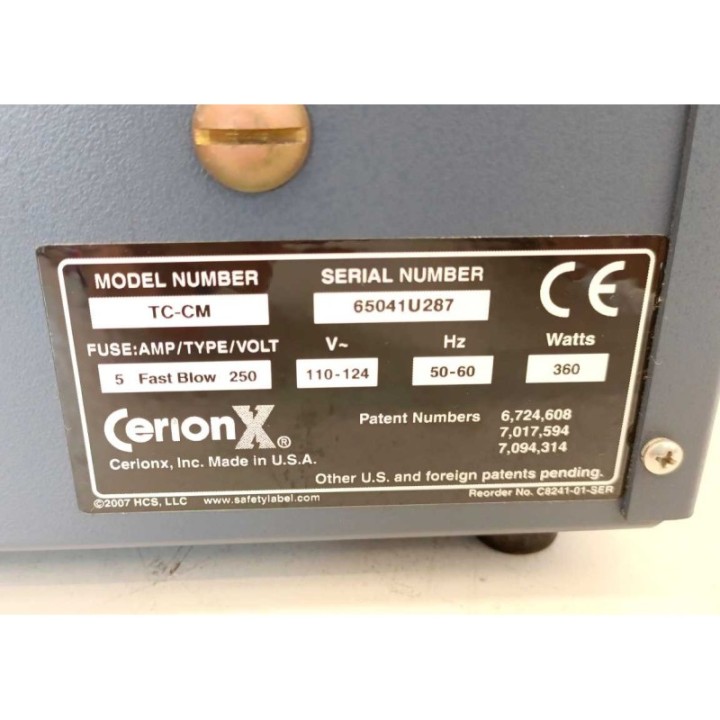 MODEL NUMBER SERIAL NUMBER CE
TC-CM 65041U287
FUSE:AMP/TYPE/VOLT V~ Hz Watts
5 Fast Blow 250 110-124 50-60 360
CerionX® Patent Numbers 6,724,608
7,017,594
Cerionx, Inc. Made in U.S.A. 7,094,314
Other U.S. and foreign patents pending.
©2007 HCS, LLC www.safetylabel.com Reorder No. C8241-01-SER